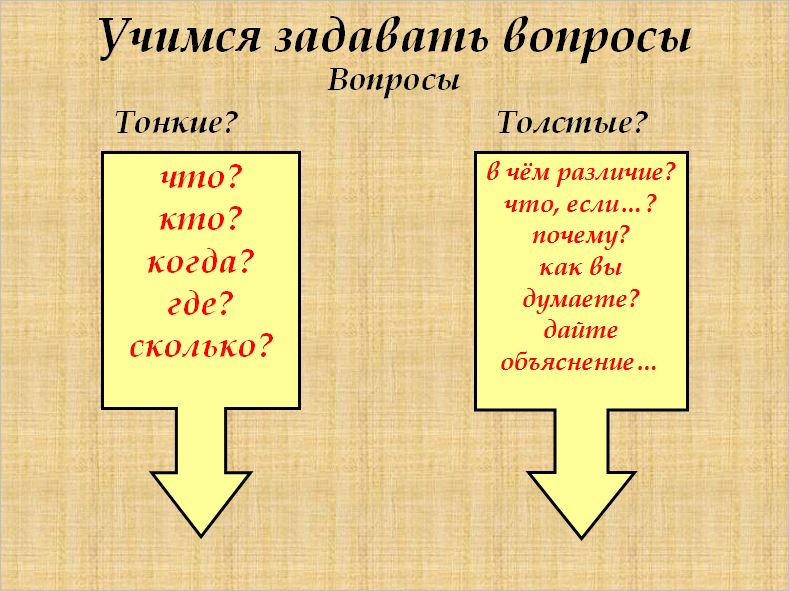 Учимся задавать вопросы
Вопросы
Тонкие?
что?
кто?
когда?
где?
сколько?
Толстые?
в чём различие?
что, если…?
почему?
как вы
думаете?
дайте
объяснение…